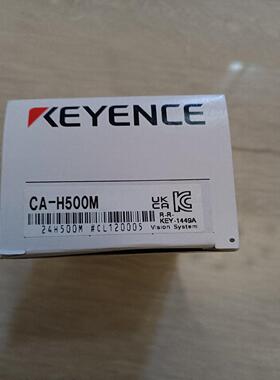 KEYENCE
CA-H500M
UK
CA
R-R-
KEY-1449A
24H500M #CL120005
Vision System